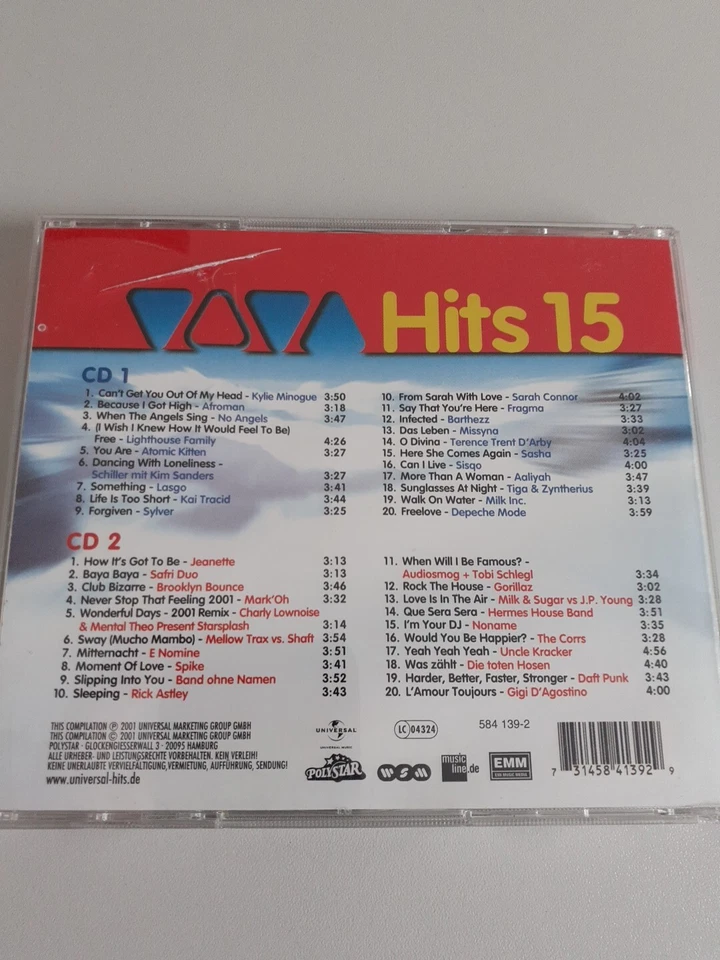 VIVA Hits 15
CD 1
1. Can't Get You Out Of My Head - Kylie Minogue 3:50
2. Because I Got High - Afroman 3:18
3. When The Angels Sing - No Angels 3:47
4. (I Wish I Knew How It Would Feel To Be)
Free - Lighthouse Family 4:26
5. You Are - Atomic Kitten 3:27
6. Dancing With Loneliness -
Schiller mit Kim Sanders 3:27
7. Something - Lasgo 3:41
8. Life Is Too Short - Kai Tracid 3:44
9. Forgiven - Sylver 3:25
10. From Sarah With Love - Sarah Connor 4:02
11. Say That You're Here - Fragma 3:27
12. Infected - Barthezz 3:33
13. Das Leben - Missyna 3:02
14. O Divina - Terence Trent D'Arby 4:04
15. Here She Comes Again - Sasha 3:25
16. Can I Live - Sisqo 4:00
17. More Than A Woman - Aaliyah 3:47
18. Sunglasses At Night - Tiga & Zyntherius 3:39
19. Walk On Water - Milk Inc. 3:13
20. Freelove - Depeche Mode 3:59
CD 2
1. How It's Got To Be - Jeanette 3:13
2. Baya Baya - Safri Duo 3:13
3. Club Bizarre - Brooklyn Bounce 3:46
4. Never Stop That Feeling 2001 - Mark'Oh 3:32
5. Wonderful Days - 2001 Remix - Charly Lownoise
& Mental Theo Present Starsplash 3:14
6. Sway (Mucho Mambo) - Mellow Trax vs. Shaft 3:54
7. Mitternacht - E Nomine 3:51
8. Moment Of Love - Spike 3:41
9. Slipping Into You - Band ohne Namen 3:52
10. Sleeping - Rick Astley 3:43
11. When Will I Be Famous? -
Audiosmog + Tobi Schlegl 3:34
12. Rock The House - Gorillaz 3:02
13. Love Is In The Air - Milk & Sugar vs J.P. Young 3:28
14. Que Sera Sera - Hermes House Band 3:51
15. I'm Your DJ - Noname 3:35
16. Would You Be Happier? - The Corrs 3:28
17. Yeah Yeah Yeah - Uncle Kracker 4:56
18. Was zählt - Die toten Hosen 4:40
19. Harder, Better, Faster, Stronger - Daft Punk 3:43
20. L'Amour Toujours - Gigi D'Agostino 4:00
THIS COMPILATION ℗ 2001 UNIVERSAL MARKETING GROUP GMBH
THIS COMPILATION © 2001 UNIVERSAL MARKETING GROUP GMBH
POLYSTAR - GLOCKENGIESSERWALL 3 - 20095 HAMBURG
ALLE URHEBER- UND LEISTUNGSRECHTE VORBEHALTEN. KEIN VERLEIH!
KEINE UNERLAUBTE VERVIELFÄLTIGUNG, VERMIETUNG, AUFFÜHRUNG, SENDUNG!
www.universal-hits.de
UNIVERSAL
UNIVERSAL MUSIC
POLYSTAR
wsm
music
line.de
EMM
LC 04324
584 139-2
7 31458 41392 9